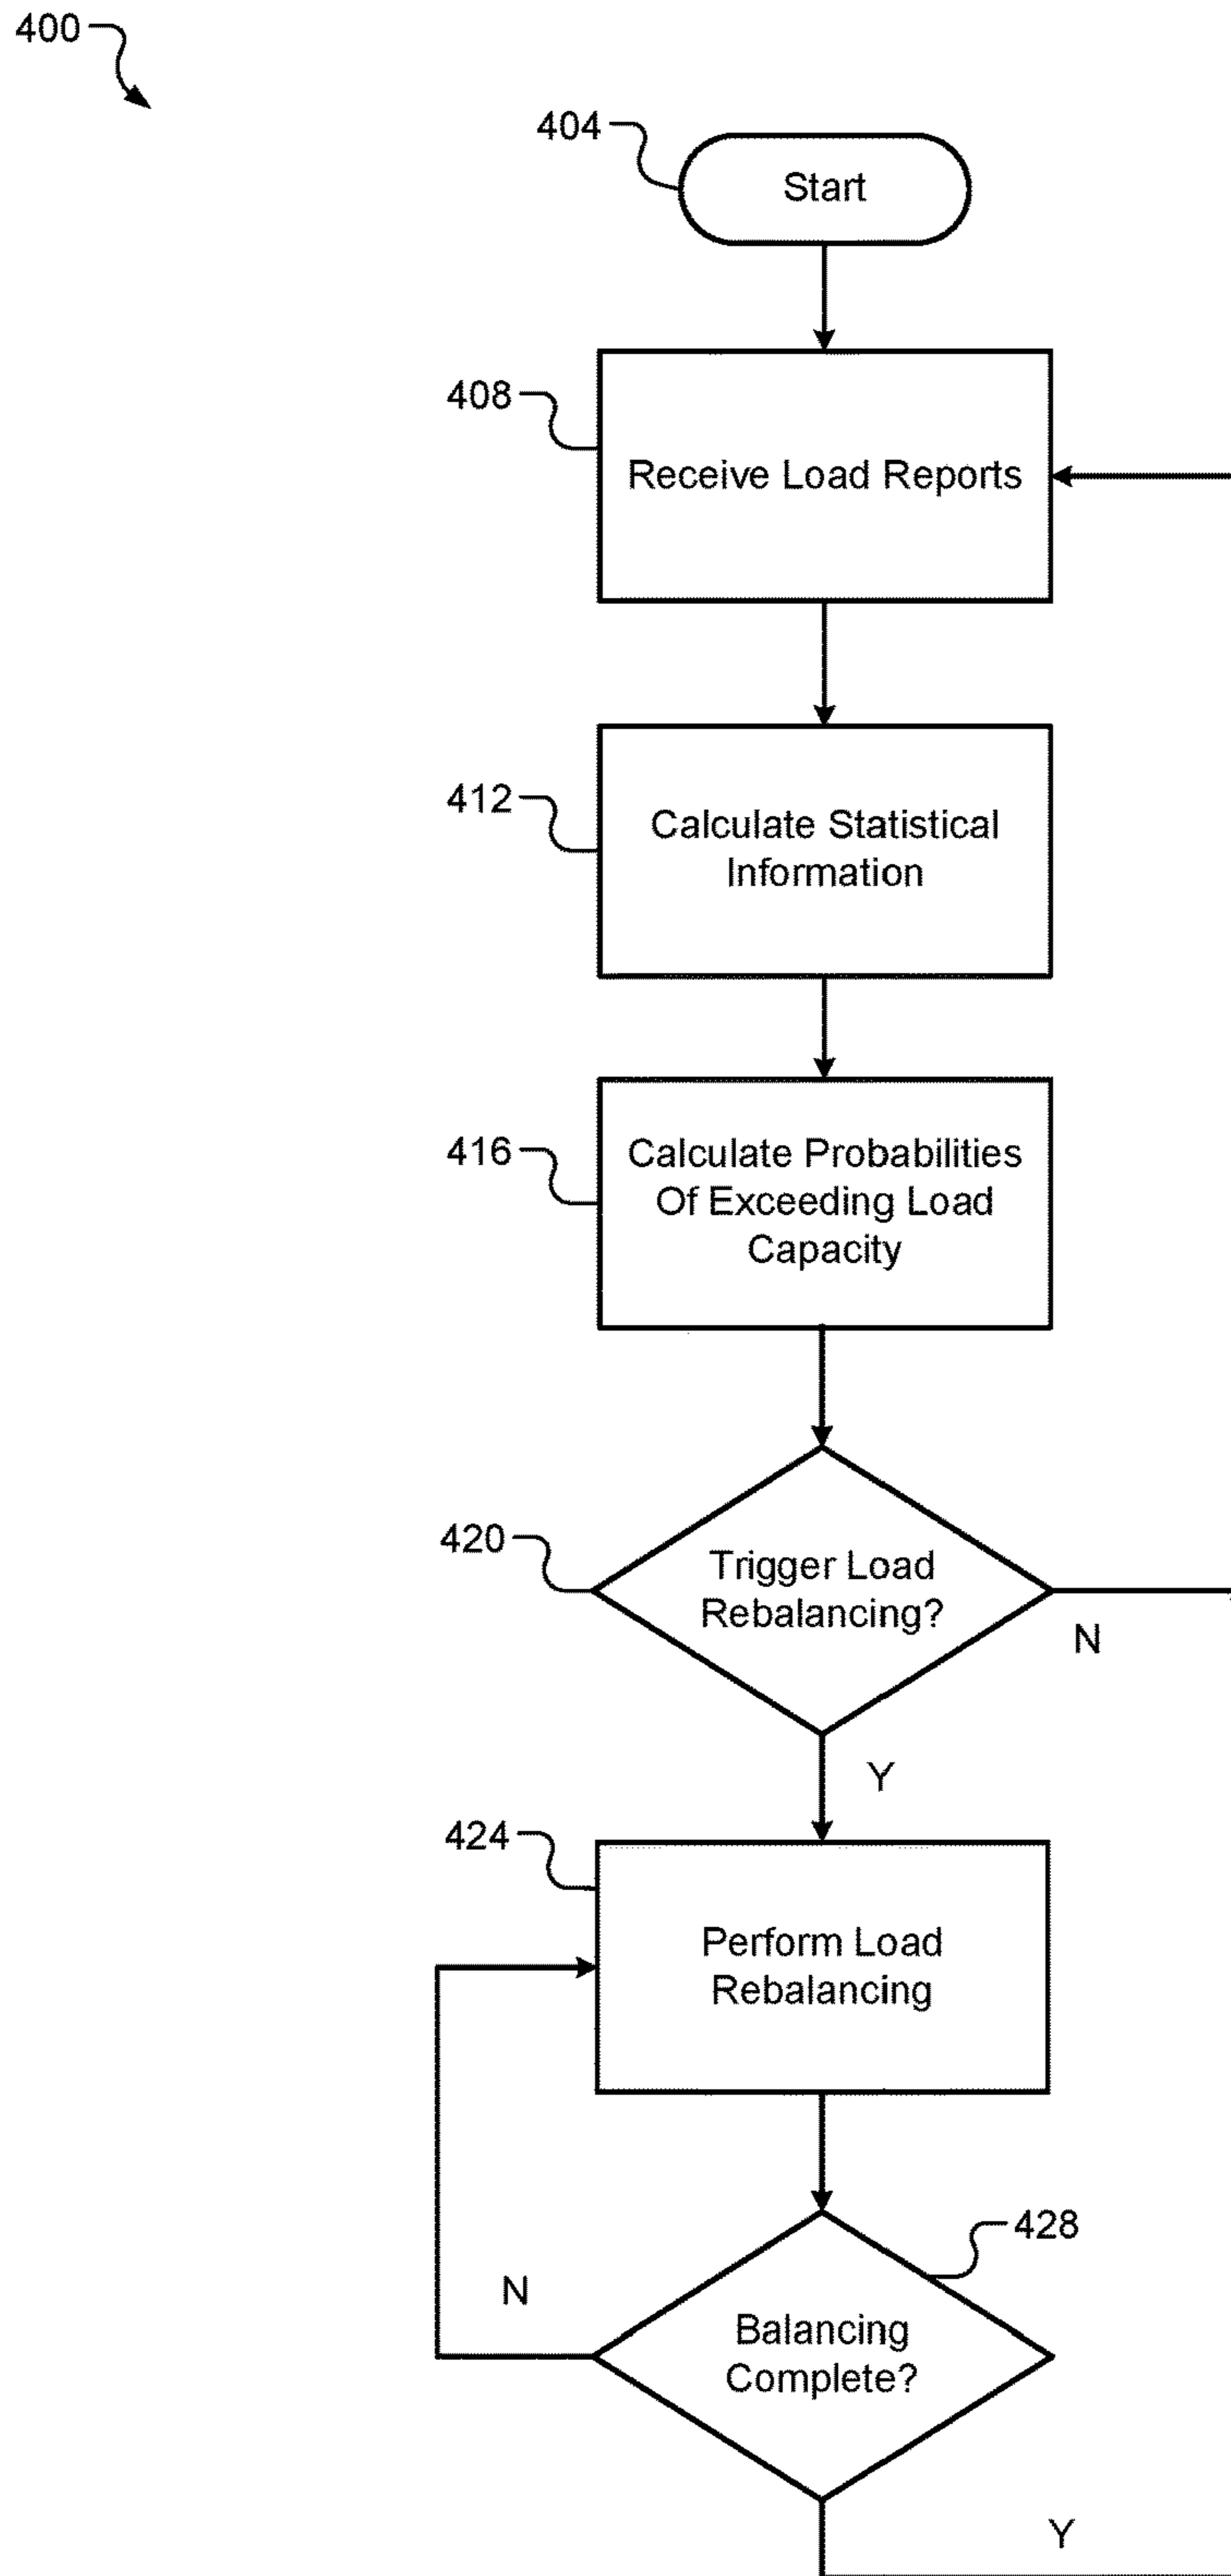 400
404
Start
408
Receive Load Reports
412
Calculate Statistical
Information
416
Calculate Probabilities
Of Exceeding Load
Capacity
420
Trigger Load
Rebalancing?
N
Y
424
Perform Load
Rebalancing
428
N
Balancing
Complete?
Y